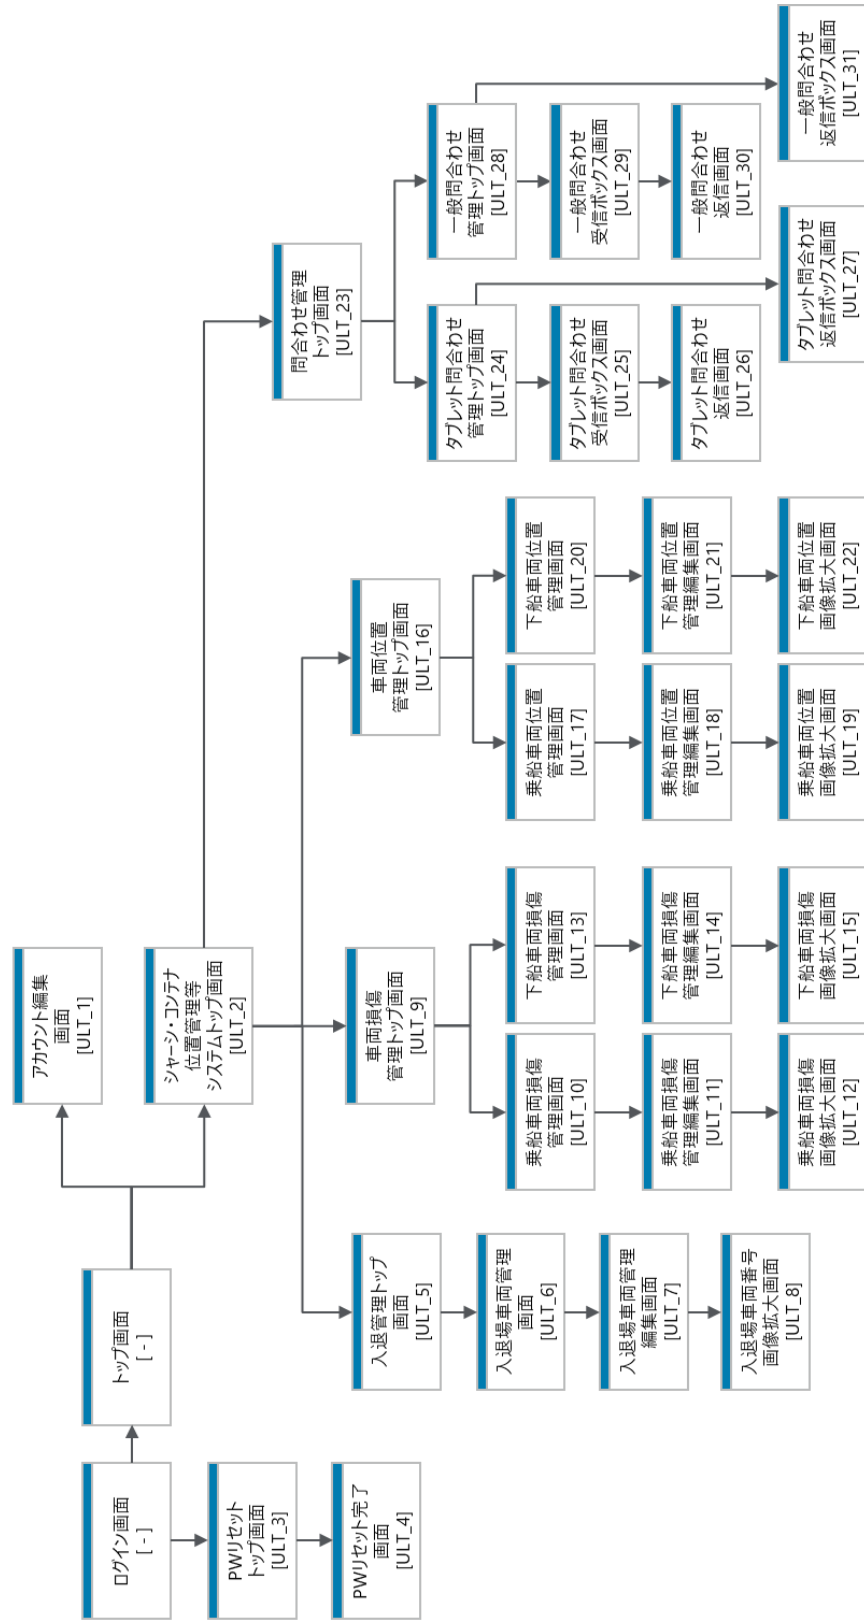 ログイン画面
[ - ]
PWリセット
トップ画面
[ULT_3]
PWリセット完了
画面
[ULT_4]
トップ画面
[ - ]
アカウント編集
画面
[ULT_1]
シャーシ・コンテナ
位置管理等
システムトップ画面
[ULT_2]
入退管理トップ
画面
[ULT_5]
入退場車両管理
画面
[ULT_6]
入退場車両管理
編集画面
[ULT_7]
入退場車両番号
画像拡大画面
[ULT_8]
車両損傷
管理トップ画面
[ULT_9]
乗船車両損傷
管理画面
[ULT_10]
乗船車両損傷
管理編集画面
[ULT_11]
乗船車両損傷
画像拡大画面
[ULT_12]
下船車両損傷
管理画面
[ULT_13]
下船車両損傷
管理編集画面
[ULT_14]
下船車両損傷
画像拡大画面
[ULT_15]
車両位置
管理トップ画面
[ULT_16]
乗船車両位置
管理画面
[ULT_17]
乗船車両位置
管理編集画面
[ULT_18]
乗船車両位置
画像拡大画面
[ULT_19]
下船車両位置
管理画面
[ULT_20]
下船車両位置
管理編集画面
[ULT_21]
下船車両位置
画像拡大画面
[ULT_22]
問合わせ管理
トップ画面
[ULT_23]
タブレット問合わせ
管理トップ画面
[ULT_24]
タブレット問合わせ
受信ボックス画面
[ULT_25]
タブレット問合わせ
返信画面
[ULT_26]
タブレット問合わせ
返信ボックス画面
[ULT_27]
一般問合わせ
管理トップ画面
[ULT_28]
一般問合わせ
受信ボックス画面
[ULT_29]
一般問合わせ
返信画面
[ULT_30]
一般問合わせ
返信ボックス画面
[ULT_31]